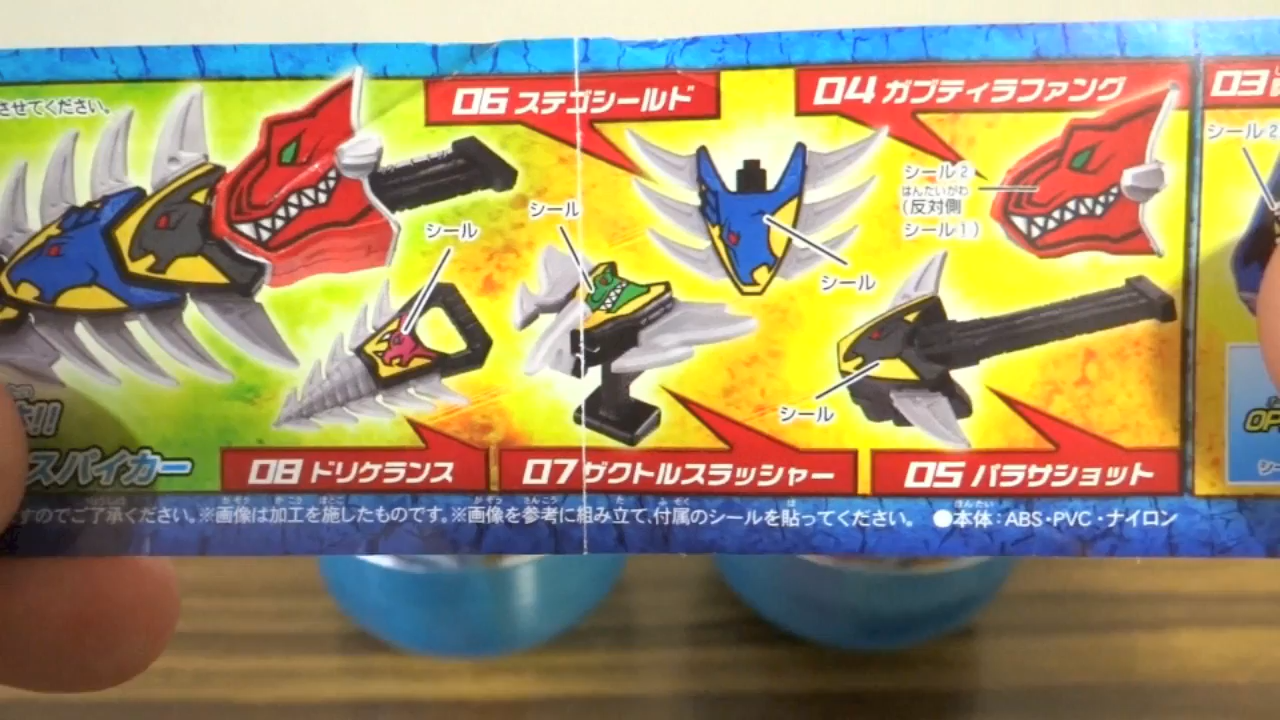 させてください。
06 ステゴシールド
04 ガブティラファング
03
シール2
シール2
はんたいがわ
(反対側
シール1)
シール
シール
シール
シール
!!
スパイカー
OP
08 ドリケランス
07 ザクトルスラッシャー
05 パラサショット
すのでご了承ください。※画像は加工を施したものです。※画像を参考に組み立て、付属のシールを貼ってください。 ●本体:ABS・PVC・ナイロン